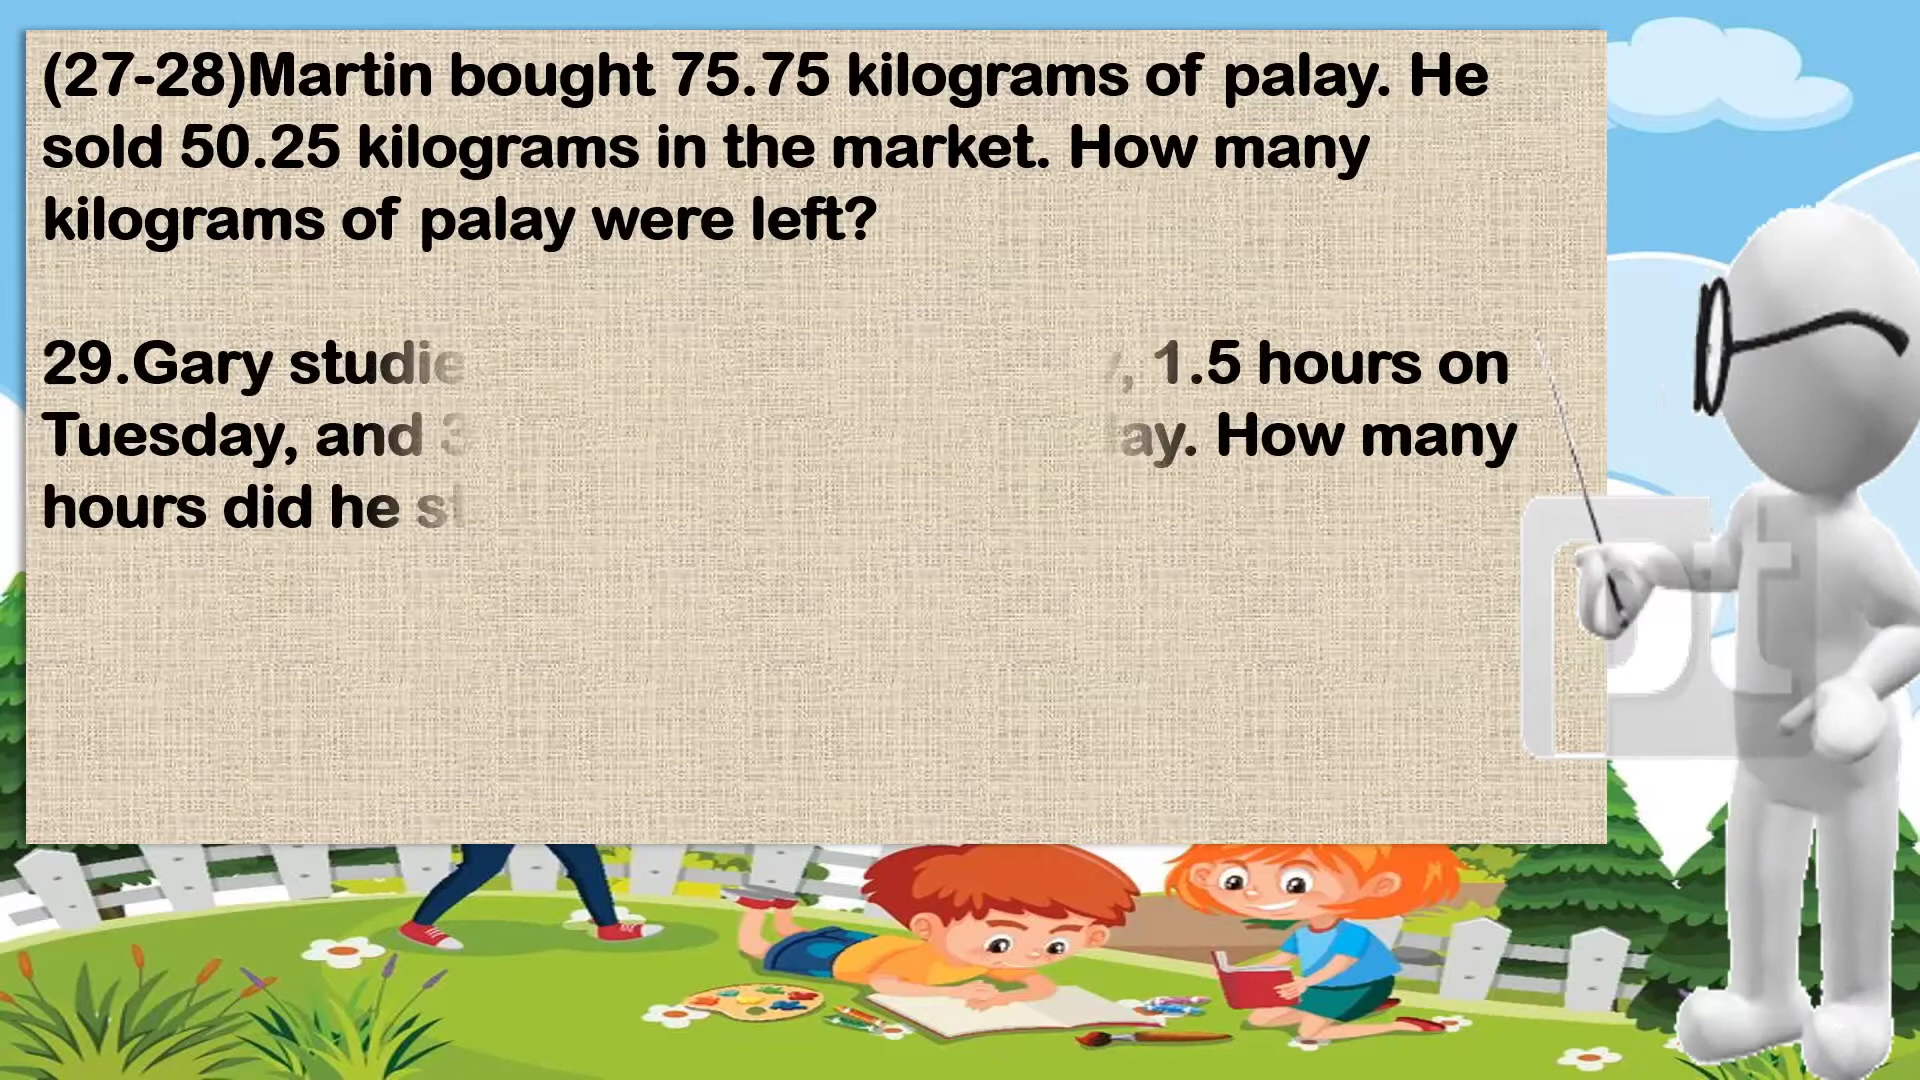 (27-28)Martin bought 75.75 kilograms of palay. He
sold 50.25 kilograms in the market. How many
kilograms of palay were left?
29.Gary studie , 1.5 hours on
Tuesday, and 3 ay. How many
hours did he st